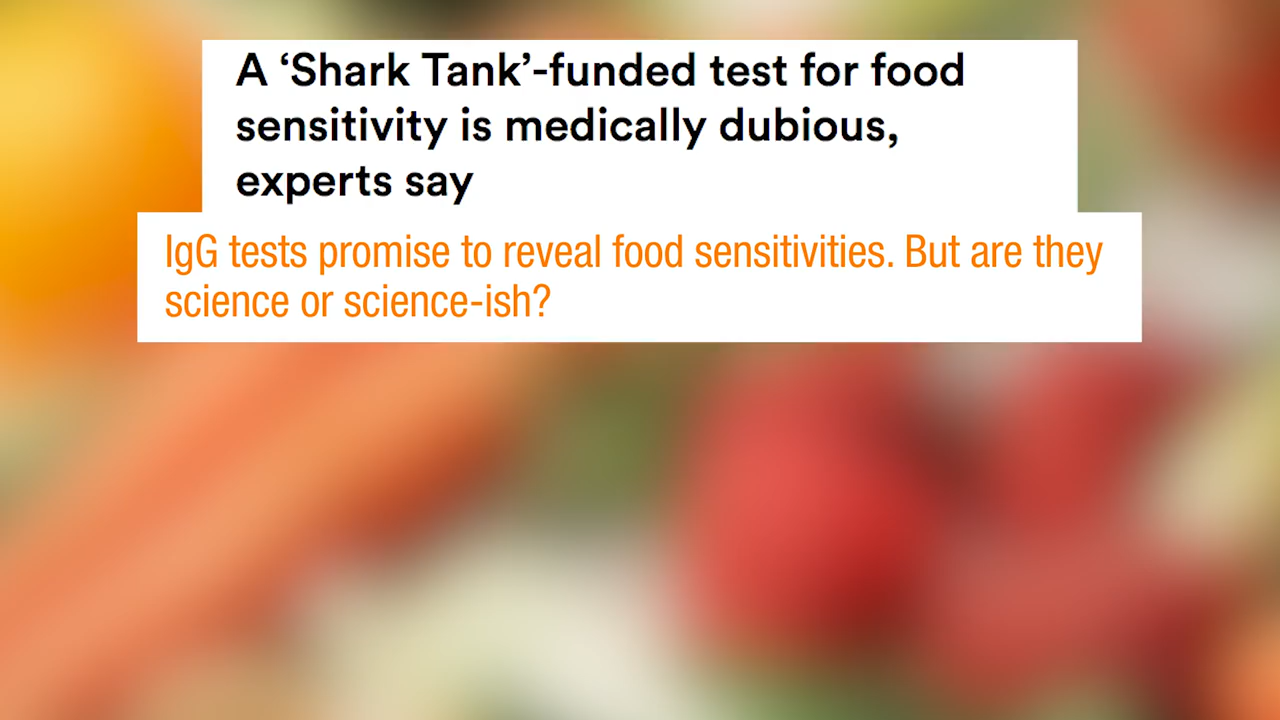 A ‘Shark Tank’-funded test for food
sensitivity is medically dubious,
experts say
IgG tests promise to reveal food sensitivities. But are they
science or science-ish?